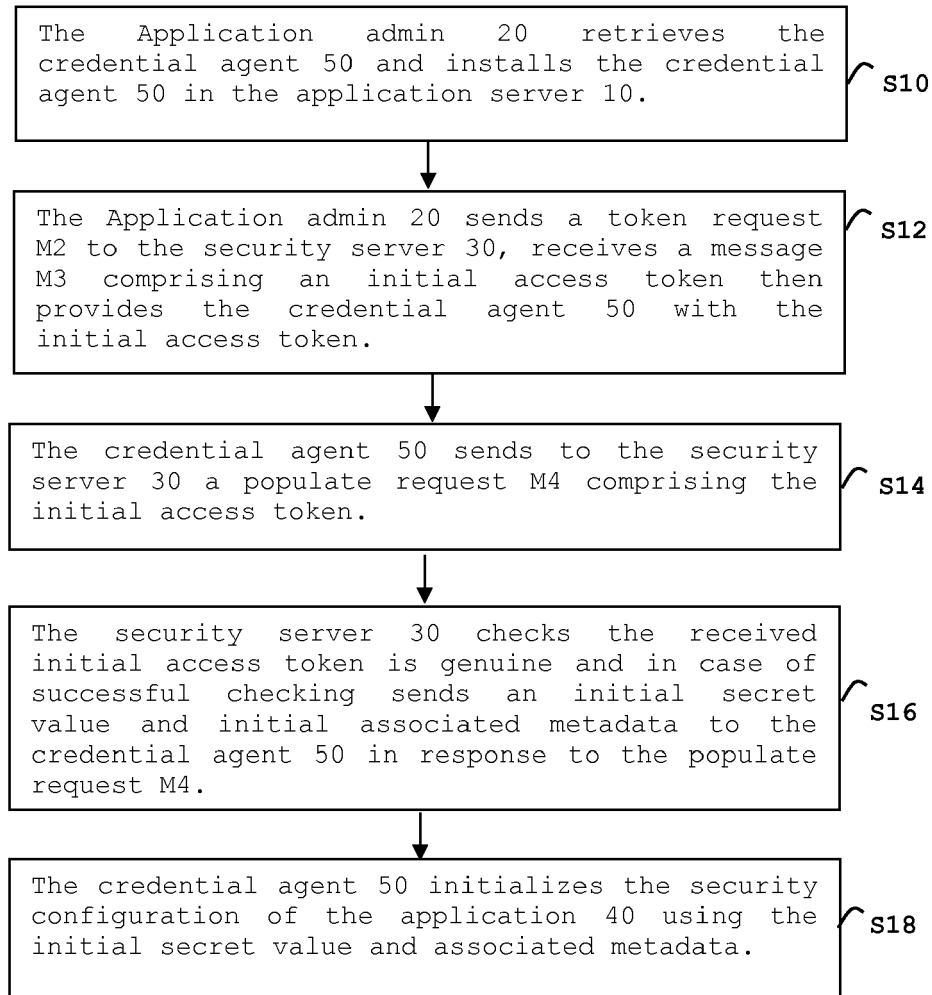 The Application admin 20 retrieves the
credential agent 50 and installs the credential
agent 50 in the application server 10.
S10
The Application admin 20 sends a token request
M2 to the security server 30, receives a message
M3 comprising an initial access token then
provides the credential agent 50 with the
initial access token.
S12
The credential agent 50 sends to the security
server 30 a populate request M4 comprising the
initial access token.
S14
The security server 30 checks the received
initial access token is genuine and in case of
successful checking sends an initial secret
value and initial associated metadata to the
credential agent 50 in response to the populate
request M4.
S16
The credential agent 50 initializes the security
configuration of the application 40 using the
initial secret value and associated metadata.
S18